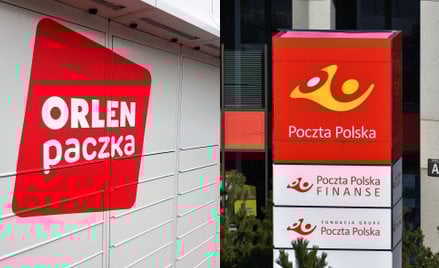 ORLEN
paczka
Poczta Polska
Poczta Polska
FINANSE
FUNDACJA GRUPY
Poczta Polska
A